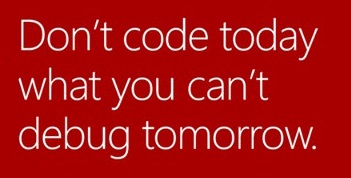 Don’t code today
what you can’t
debug tomorrow.